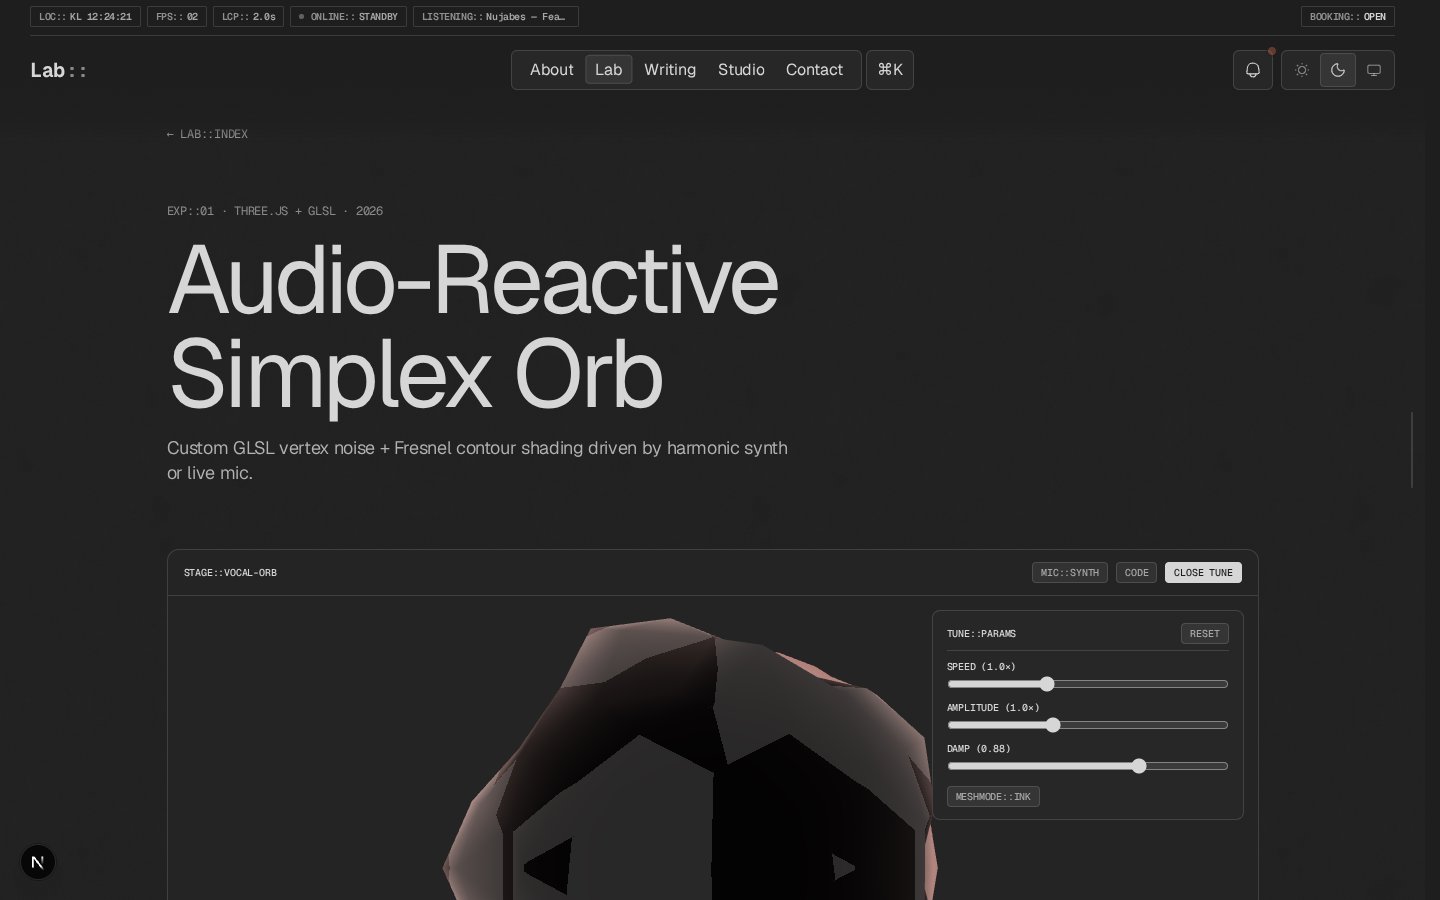 LOC:: KL 12:24:21
FPS:: 02
LCP:: 2.0s
ONLINE:: STANDBY
LISTENING:: Nujabes — Fea…
BOOKING:: OPEN
Lab::
About
Lab
Writing
Studio
Contact
⌘K
← LAB::INDEX
EXP::01 · THREE.JS + GLSL · 2026
Audio-Reactive
Simplex Orb
Custom GLSL vertex noise + Fresnel contour shading driven by harmonic synth
or live mic.
STAGE::VOCAL-ORB
MIC::SYNTH
CODE
CLOSE TUNE
TUNE::PARAMS
RESET
SPEED (1.0×)
AMPLITUDE (1.0×)
DAMP (0.88)
MESHMODE::INK
N